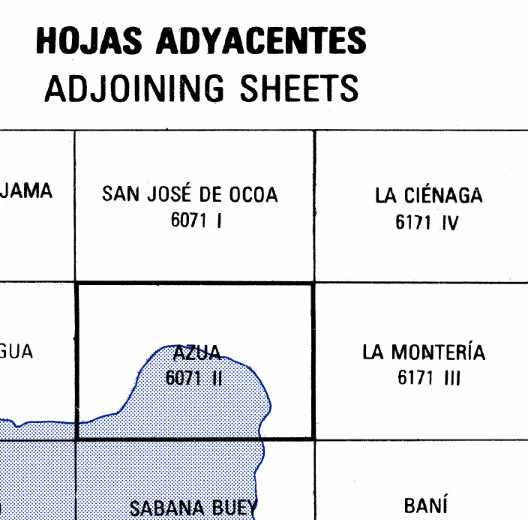 HOJAS ADYACENTES
ADJOINING SHEETS
JAMA SAN JOSÉ DE OCOA LA CIÉNAGA
6071 I 6171 IV
GUA AZUA LA MONTERÍA
6071 II 6171 III
SABANA BUEY BANÍ